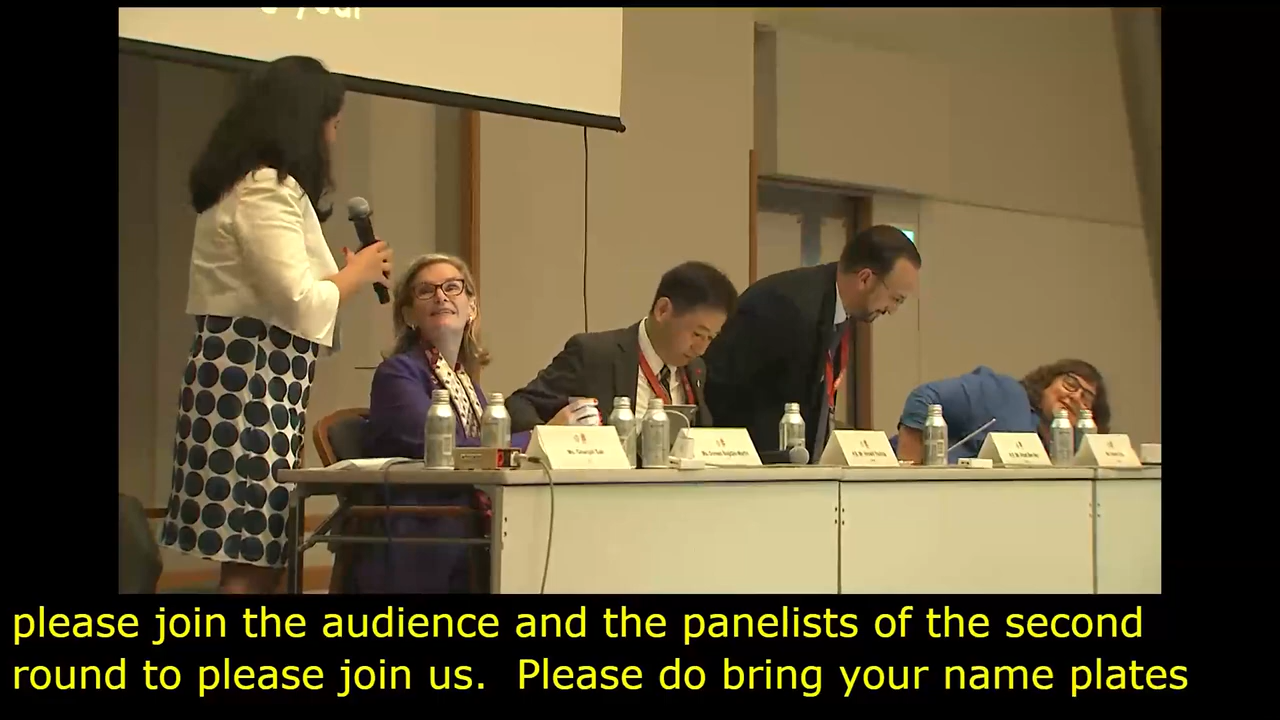 year
please join the audience and the panelists of the second
round to please join us.  Please do bring your name plates